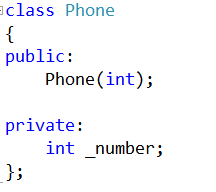 class Phone
{
public:
    Phone(int);

private:
    int _number;
};